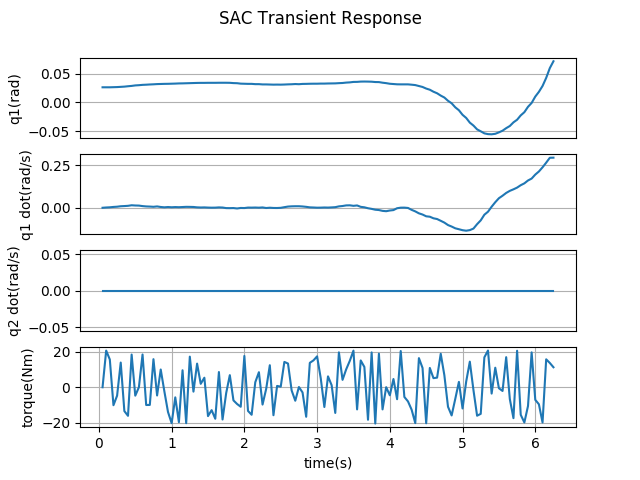 SAC Transient Response
q1(rad)
0.05
0.00
−0.05
q1 dot(rad/s)
0.25
0.00
q2 dot(rad/s)
0.05
0.00
−0.05
torque(Nm)
20
0
−20
0 1 2 3 4 5 6
time(s)